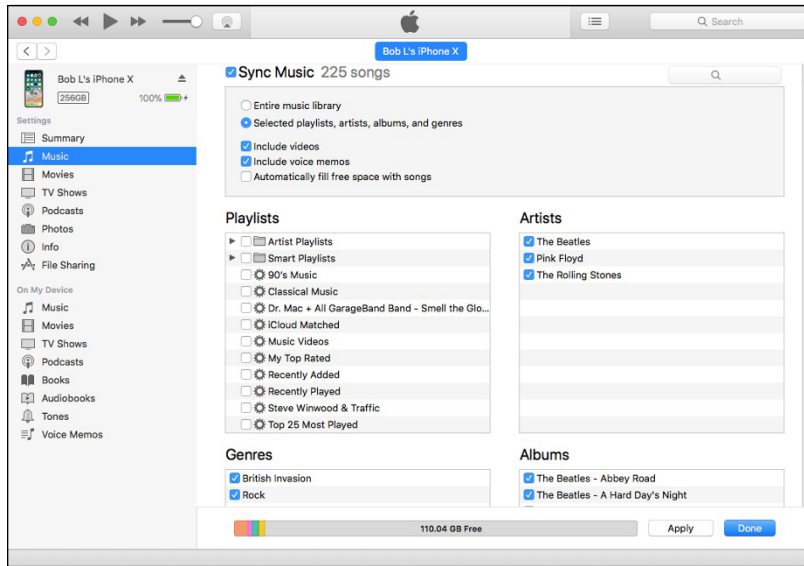 Search
Bob L's iPhone X
Bob L's iPhone X
256GB 100%
Settings
Summary
Music
Movies
TV Shows
Podcasts
Photos
Info
File Sharing
On My Device
Music
Movies
TV Shows
Podcasts
Books
Audiobooks
Tones
Voice Memos
Sync Music 225 songs
Entire music library
Selected playlists, artists, albums, and genres
Include videos
Include voice memos
Automatically fill free space with songs
Playlists
Artist Playlists
Smart Playlists
90's Music
Classical Music
Dr. Mac + All GarageBand Band - Smell the Glo...
iCloud Matched
Music Videos
My Top Rated
Recently Added
Recently Played
Steve Winwood & Traffic
Top 25 Most Played
Artists
The Beatles
Pink Floyd
The Rolling Stones
Genres
British Invasion
Rock
Albums
The Beatles - Abbey Road
The Beatles - A Hard Day's Night
110.04 GB Free
Apply
Done